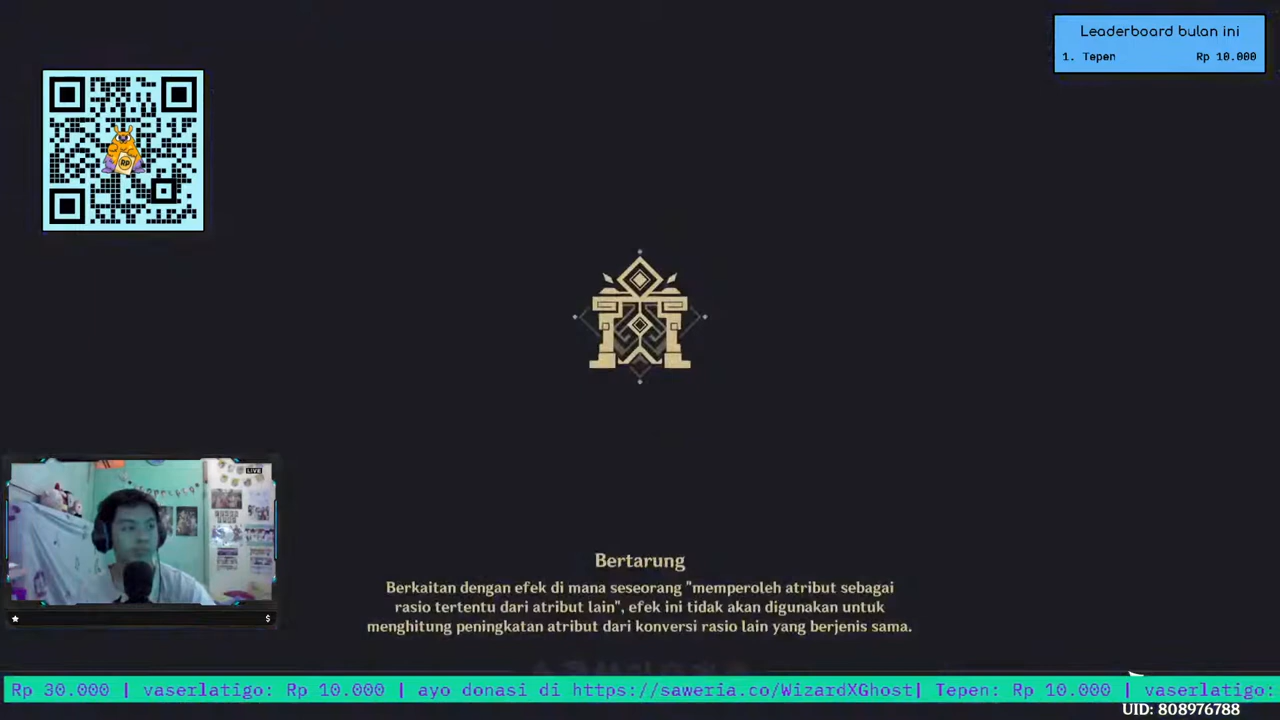 Leaderboard bulan ini
1. Tepen Rp 10.000
RP
LIVE
$
Bertarung
Berkaitan dengan efek di mana seseorang "memperoleh atribut sebagai
rasio tertentu dari atribut lain", efek ini tidak akan digunakan untuk
menghitung peningkatan atribut dari konversi rasio lain yang berjenis sama.
Rp 30.000 | vaserlatigo: Rp 10.000 | ayo donasi di https://saweria.co/WizardXGhost| Tepen: Rp 10.000 | vaserlatigo:
UID: 808976788